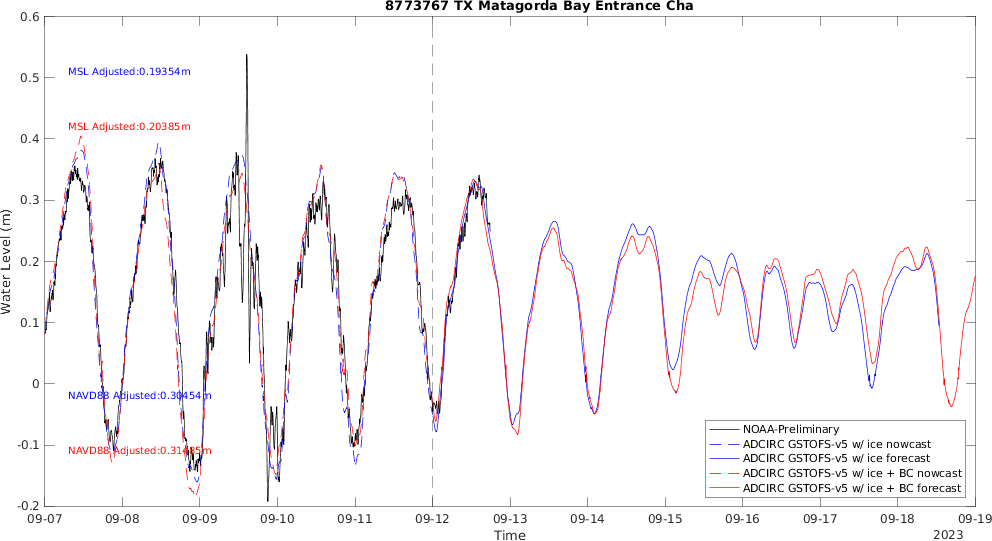 8773767 TX Matagorda Bay Entrance Cha
0.6
0.5
0.4
0.3
0.2
0.1
0
-0.1
-0.2
Water Level (m)
MSL Adjusted:0.19354m
MSL Adjusted:0.20385m
NAVD88 Adjusted:0.30454m
NAVD88 Adjusted:0.31485m
NOAA-Preliminary
ADCIRC GSTOFS-v5 w/ ice nowcast
ADCIRC GSTOFS-v5 w/ ice forecast
ADCIRC GSTOFS-v5 w/ ice + BC nowcast
ADCIRC GSTOFS-v5 w/ ice + BC forecast
09-07 09-08 09-09 09-10 09-11 09-12 09-13 09-14 09-15 09-16 09-17 09-18 09-19
Time
2023